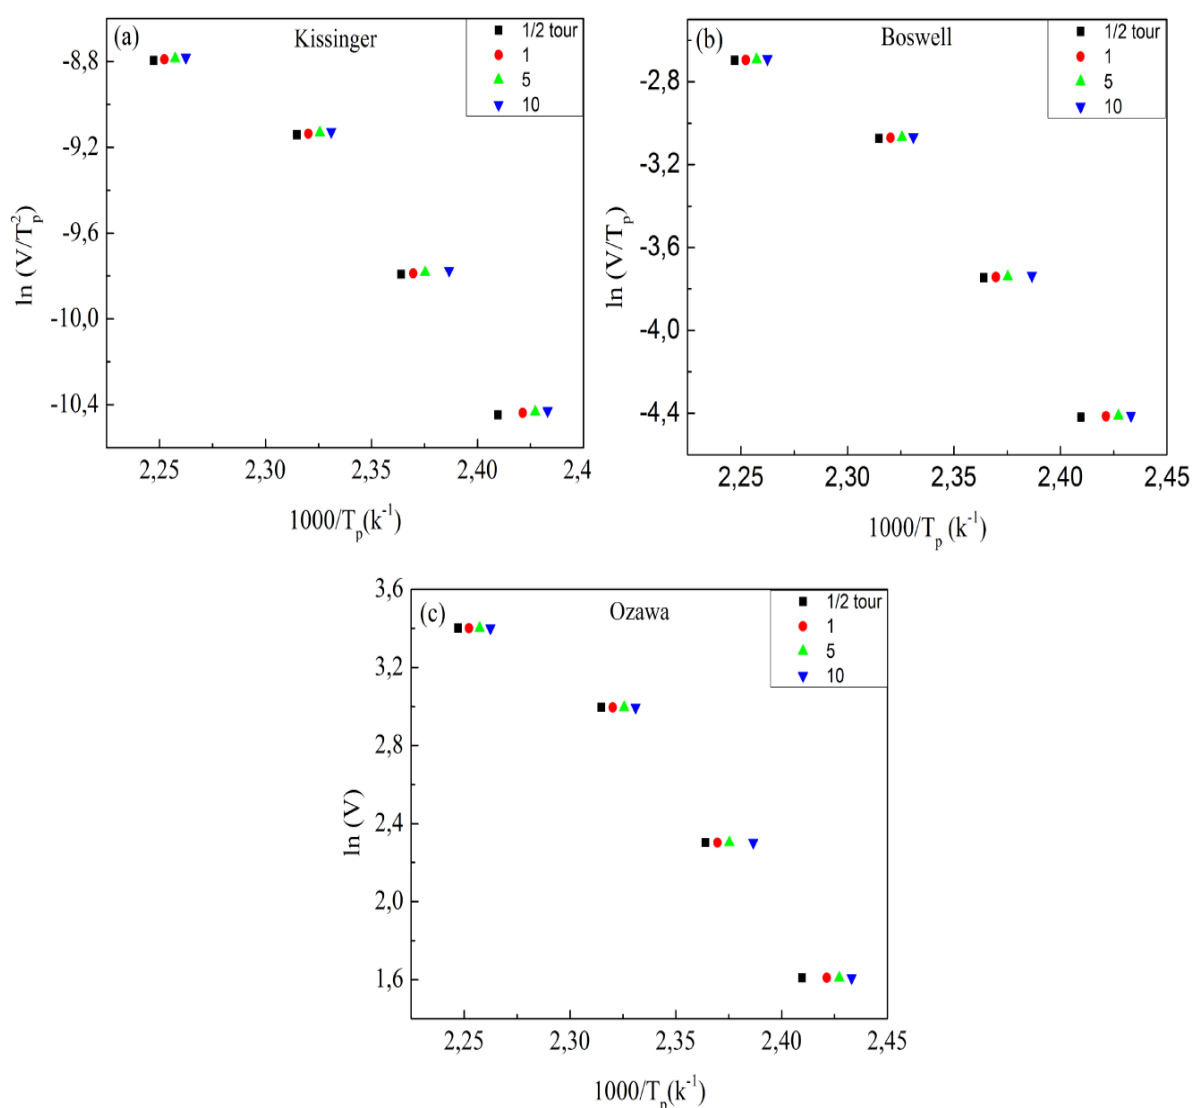 (a)
Kissinger
1/2 tour
1
5
10
-8,8
-9,2
-9,6
-10,0
-10,4
ln (V/T_p^2)
2,25
2,30
2,35
2,40
2,4
1000/T_p(k^-1)
(b)
Boswell
1/2 tour
1
5
10
-2,8
-3,2
-3,6
-4,0
-4,4
ln (V/T_p)
2,25
2,30
2,35
2,40
2,45
1000/T_p (k^-1)
(c)
Ozawa
1/2 tour
1
5
10
3,6
3,2
2,8
2,4
2,0
1,6
ln (V)
2,25
2,30
2,35
2,40
2,45
1000/T_p(k^-1)